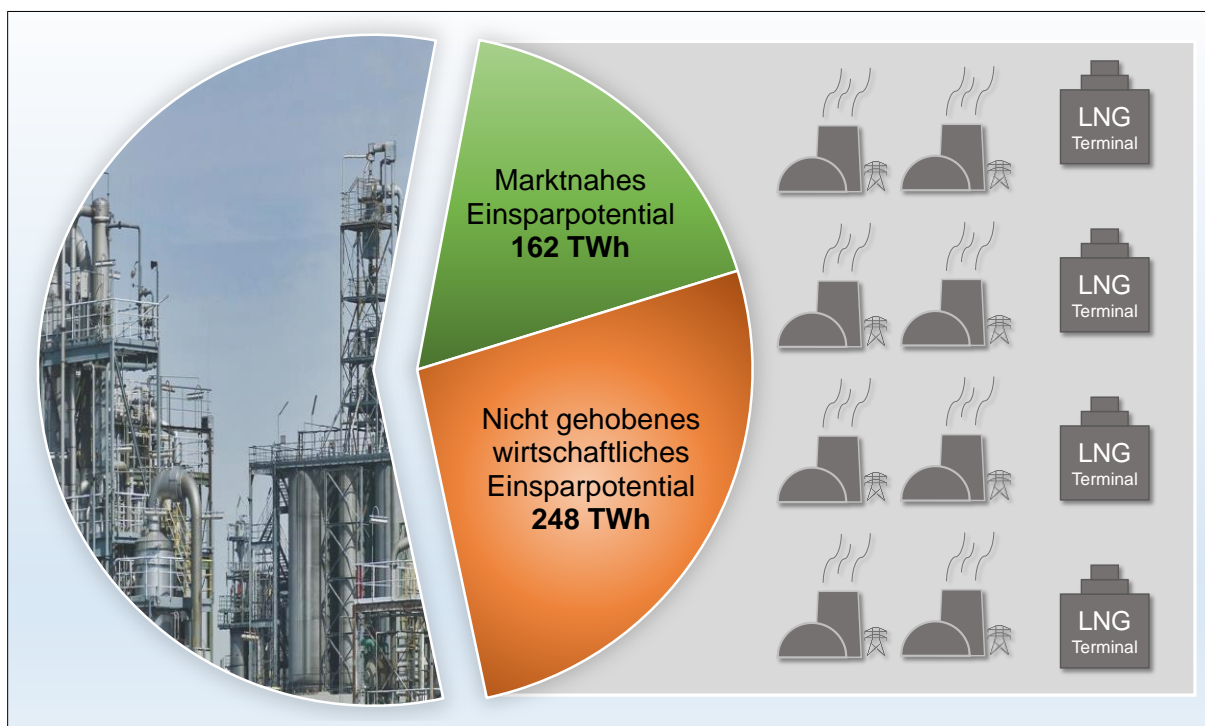 Marktnahes
Einsparpotential
162 TWh
Nicht gehobenes
wirtschaftliches
Einsparpotential
248 TWh
LNG
Terminal
LNG
Terminal
LNG
Terminal
LNG
Terminal